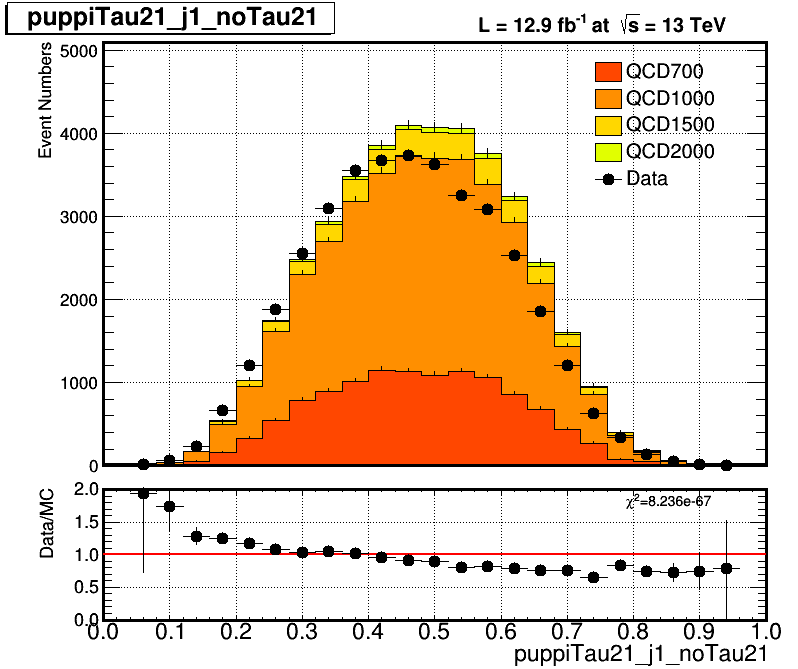 puppiTau21_j1_noTau21
L = 12.9 fb⁻¹ at √s = 13 TeV
Event Numbers
5000
4000
3000
2000
1000
0
QCD700
QCD1000
QCD1500
QCD2000
Data
Data/MC
2.0
1.5
1.0
0.5
0.0
χ²=8.236e-67
0.0 0.1 0.2 0.3 0.4 0.5 0.6 0.7 0.8 0.9 1.0
puppiTau21_j1_noTau21